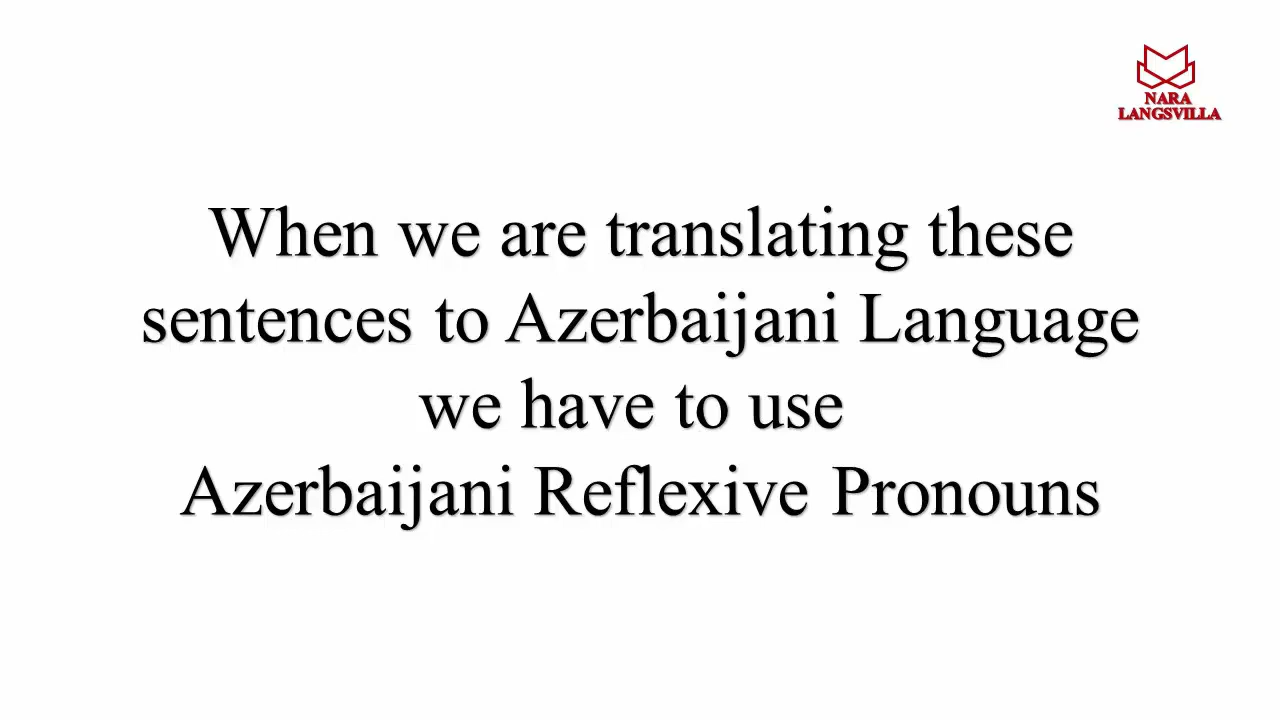 NARA
LANGSVILLA
When we are translating these
sentences to Azerbaijani Language
we have to use
Azerbaijani Reflexive Pronouns